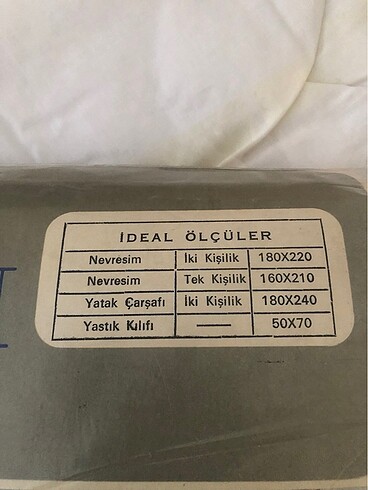 İDEAL ÖLÇÜLER
Nevresim İki Kişilik 180X220
Nevresim Tek Kişilik 160X210
Yatak Çarşafı İki Kişilik 180X240
Yastık Kılıfı —— 50X70